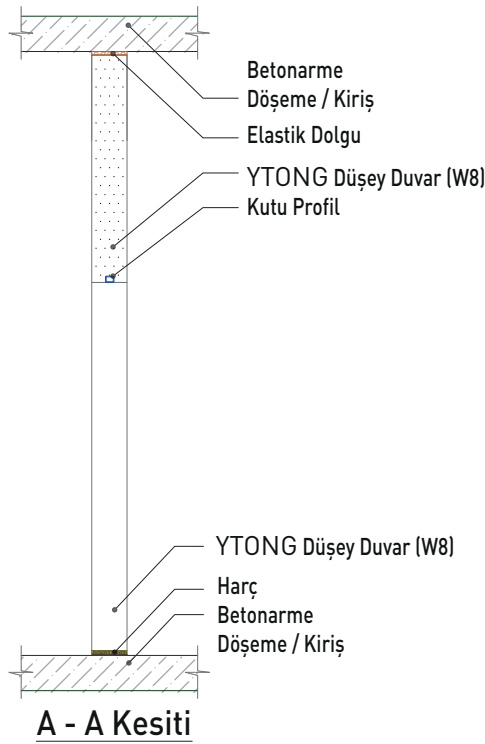 Betonarme
Döşeme / Kiriş
Elastik Dolgu
YTONG Düşey Duvar (W8)
Kutu Profil
YTONG Düşey Duvar (W8)
Harç
Betonarme
Döşeme / Kiriş
A - A Kesiti